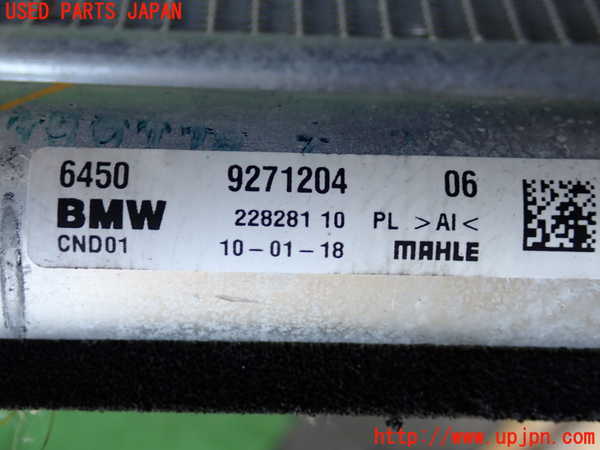 USED PARTS JAPAN
6450 9271204 06
BMW 228281 10 PL >Al<
CND01 10-01-18 MAHLE
http://www.upjpn.com